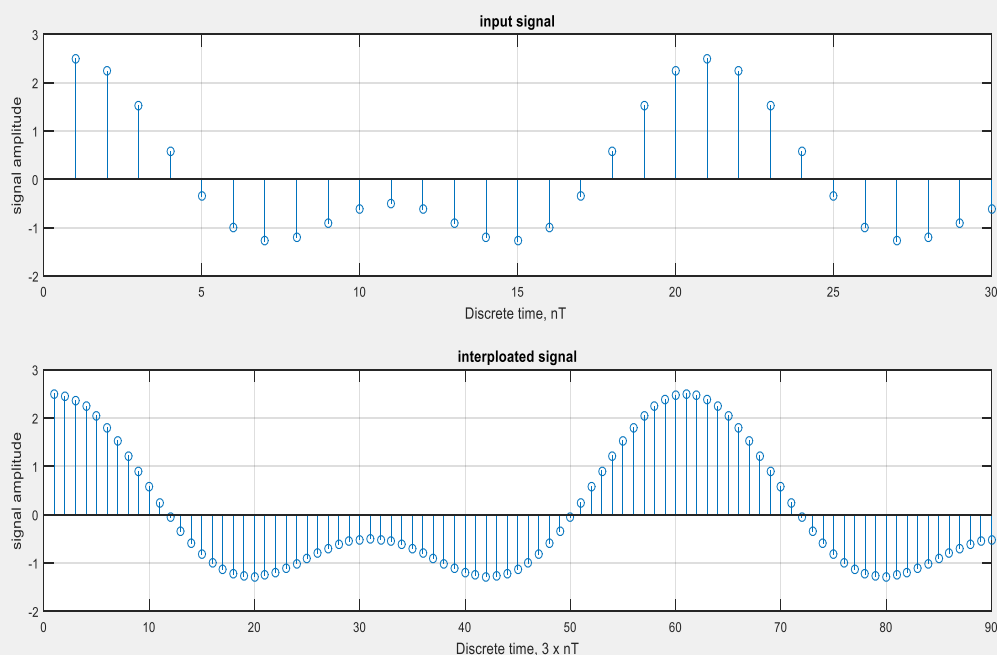 input signal
3
2
1
0
-1
-2
signal amplitude
0 5 10 15 20 25 30
Discrete time, nT
interploated signal
3
2
1
0
-1
-2
signal amplitude
0 10 20 30 40 50 60 70 80 90
Discrete time, 3 x nT